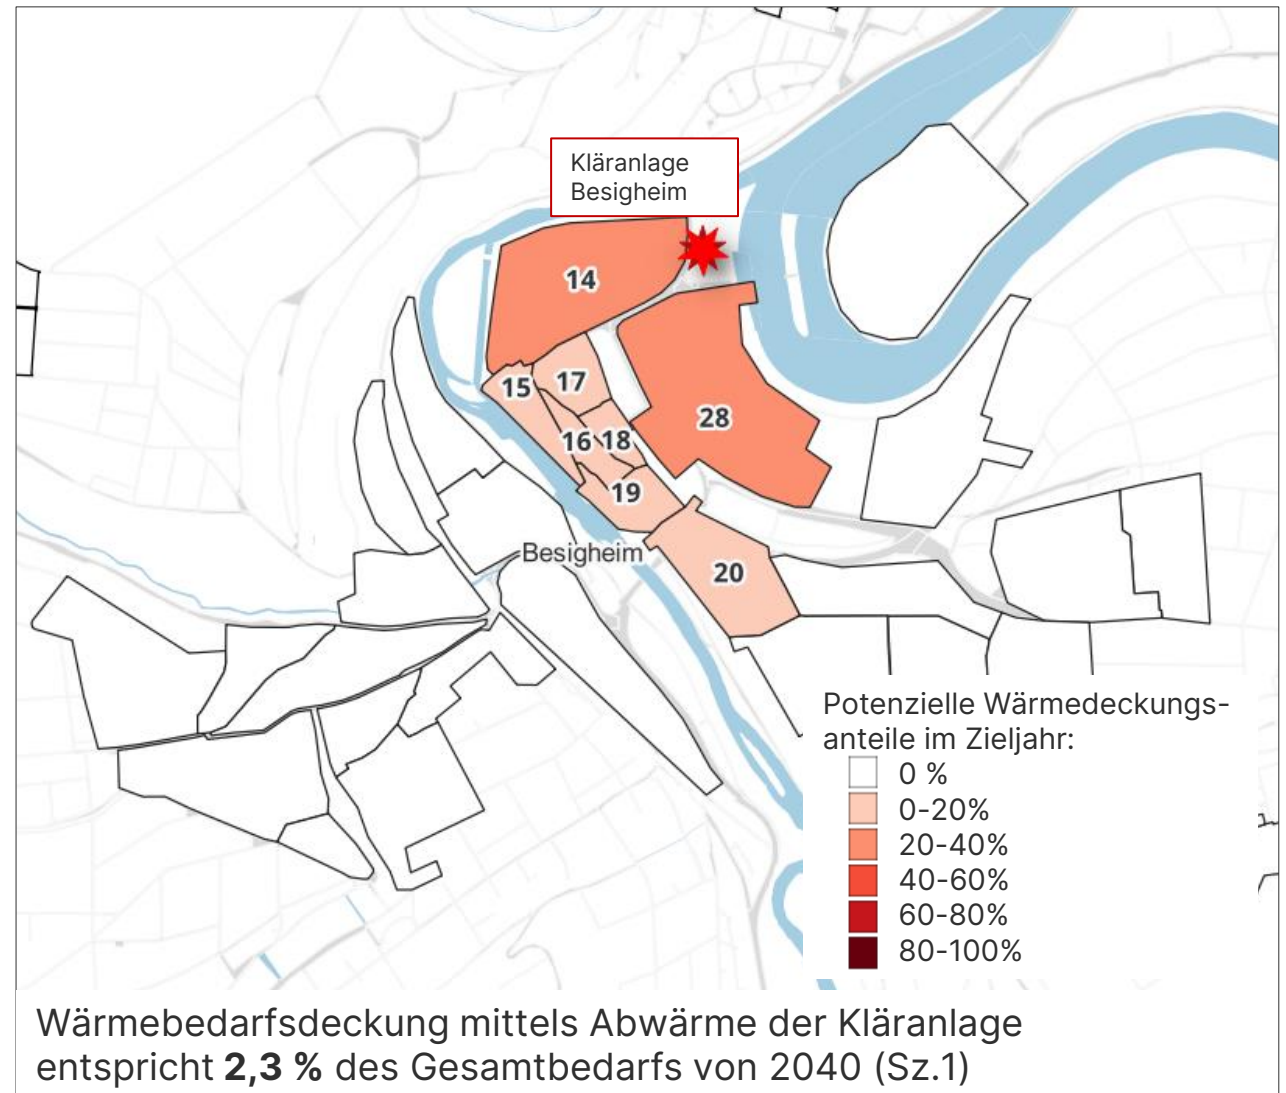 Kläranlage
Besigheim
14
15
17
16
18
28
19
Besigheim
20
Potenzielle Wärmedeckungs-
anteile im Zieljahr:
0 %
0-20%
20-40%
40-60%
60-80%
80-100%
Wärmebedarfsdeckung mittels Abwärme der Kläranlage
entspricht 2,3 % des Gesamtbedarfs von 2040 (Sz.1)